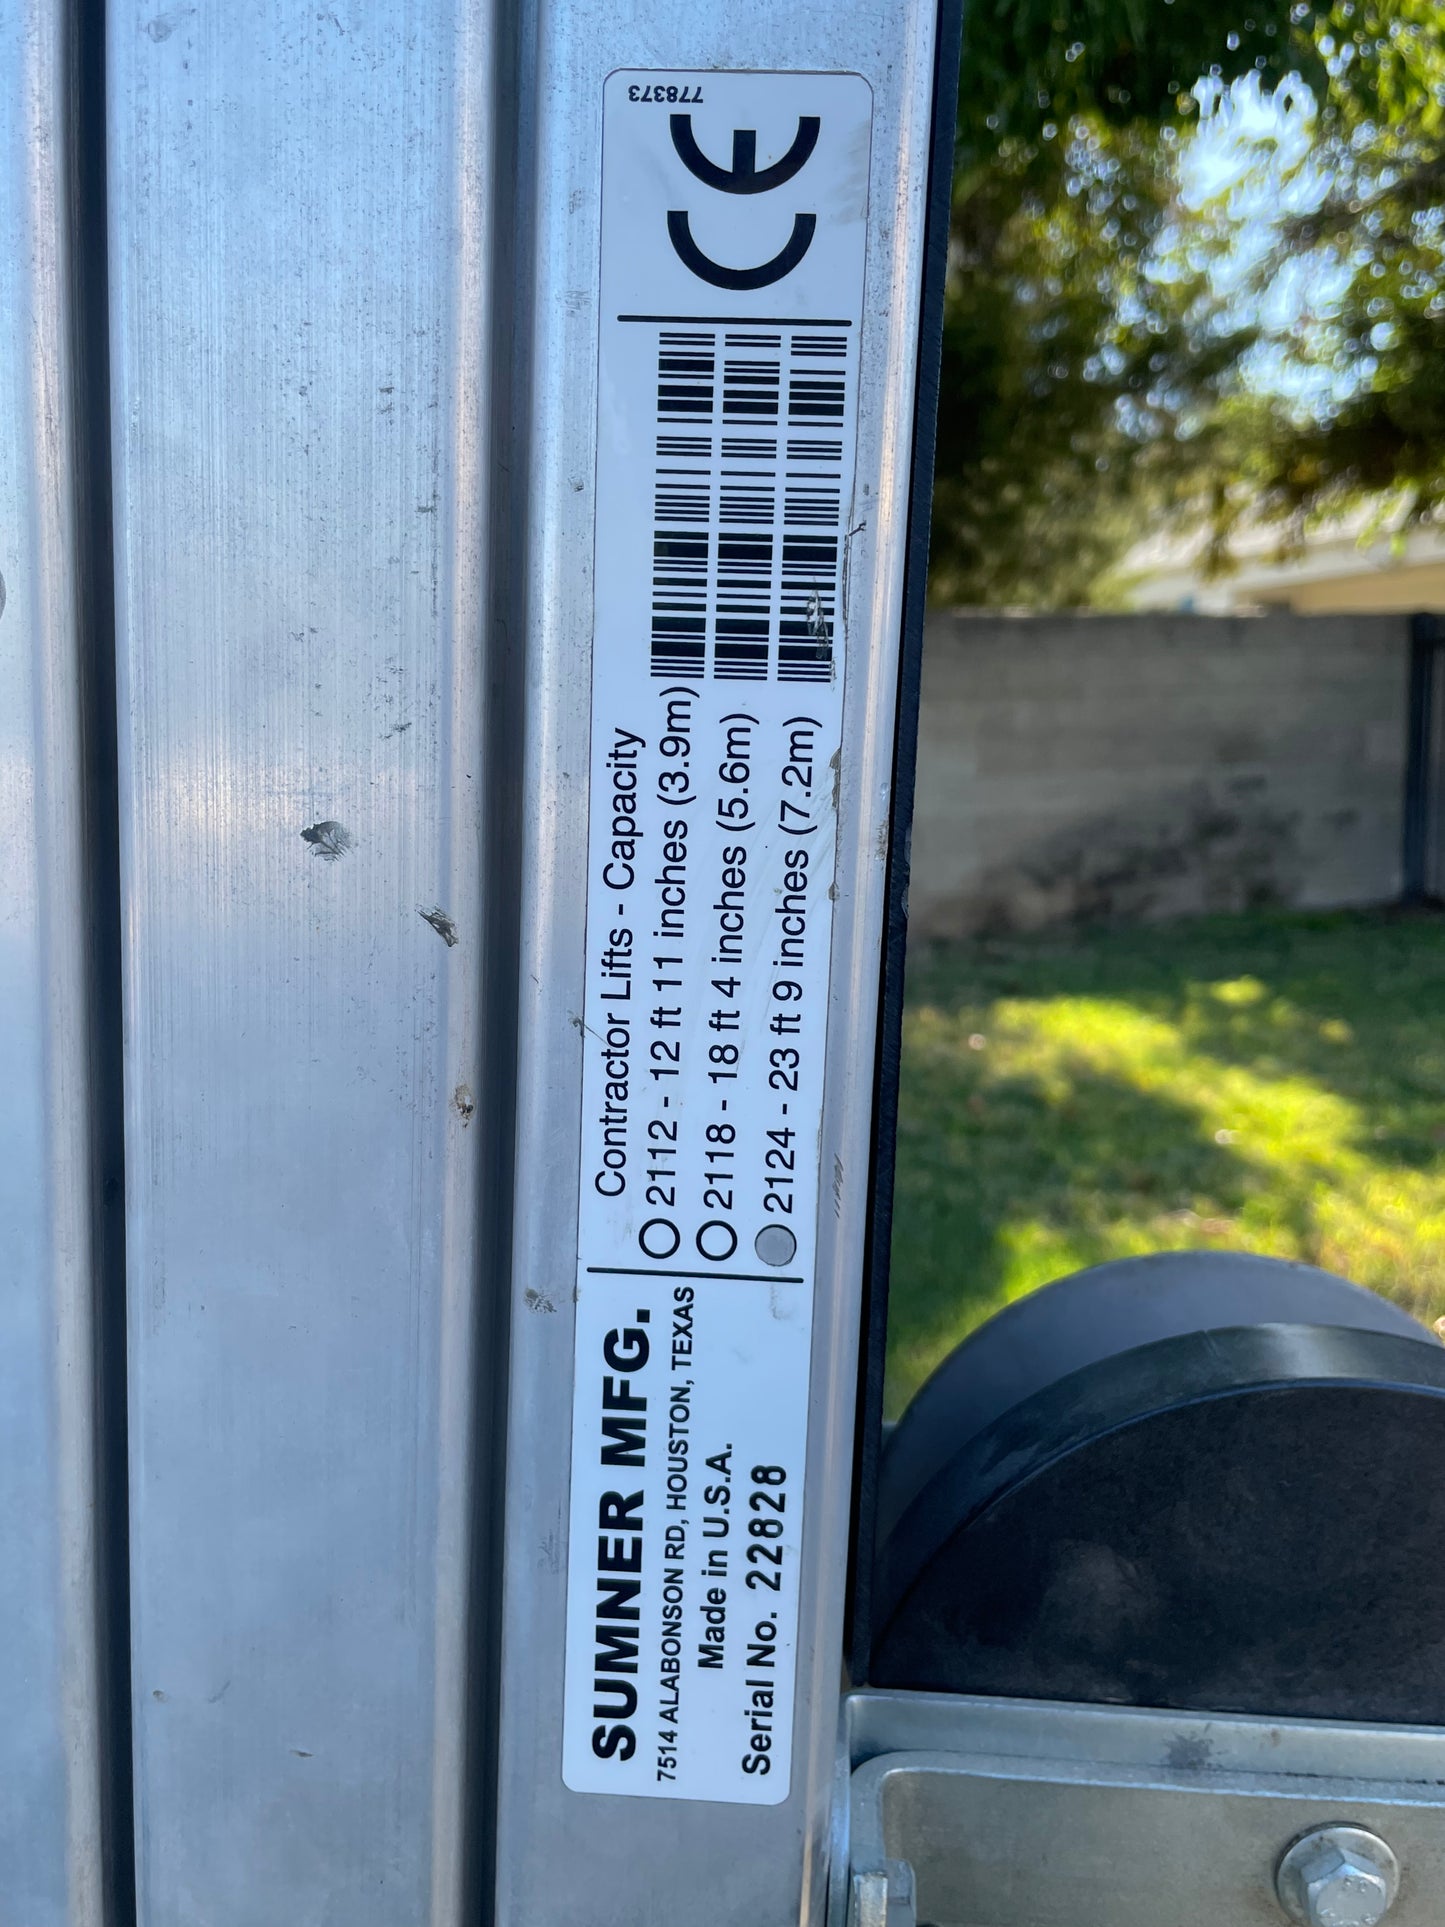 SUMNER MFG.
7514 ALABONSON RD, HOUSTON, TEXAS
Made in U.S.A.
Serial No. 22828
Contractor Lifts - Capacity
2112 - 12 ft 11 inches (3.9m)
2118 - 18 ft 4 inches (5.6m)
2124 - 23 ft 9 inches (7.2m)
CE
778373